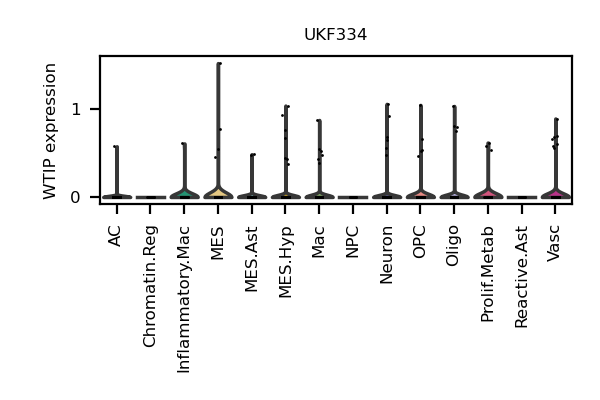 UKF334
WTIP expression
1
0
AC
Chromatin.Reg
Inflammatory.Mac
MES
MES.Ast
MES.Hyp
Mac
NPC
Neuron
OPC
Oligo
Prolif.Metab
Reactive.Ast
Vasc